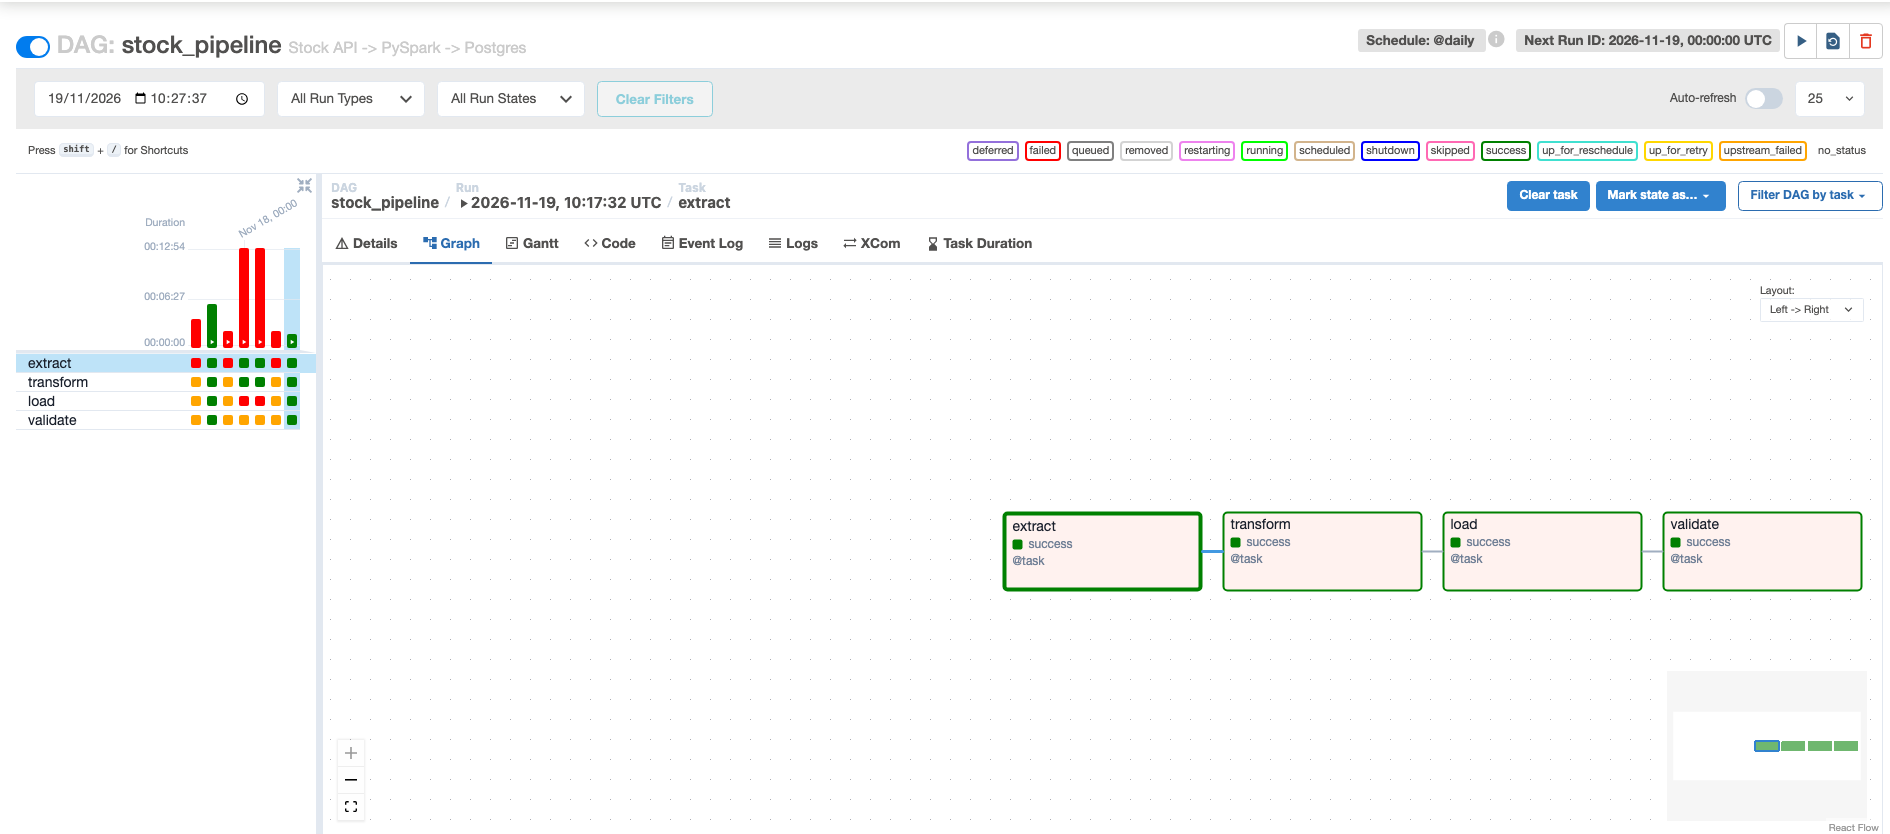 DAG: stock_pipeline Stock API -> PySpark -> Postgres
Schedule: @daily
Next Run ID: 2026-11-19, 00:00:00 UTC
19/11/2026 10:27:37
All Run Types
All Run States
Clear Filters
Auto-refresh
25
Press shift + / for Shortcuts
deferred
failed
queued
removed
restarting
running
scheduled
shutdown
skipped
success
up_for_reschedule
up_for_retry
upstream_failed
no_status
DAG
stock_pipeline
/
Run
2026-11-19, 10:17:32 UTC
/
Task
extract
Clear task
Mark state as...
Filter DAG by task
Details
Graph
Gantt
Code
Event Log
Logs
XCom
Task Duration
Nov 18, 00:00
Duration
00:12:54
00:06:27
00:00:00
extract
transform
load
validate
Layout:
Left -> Right
extract
success
@task
transform
success
@task
load
success
@task
validate
success
@task
React Flow